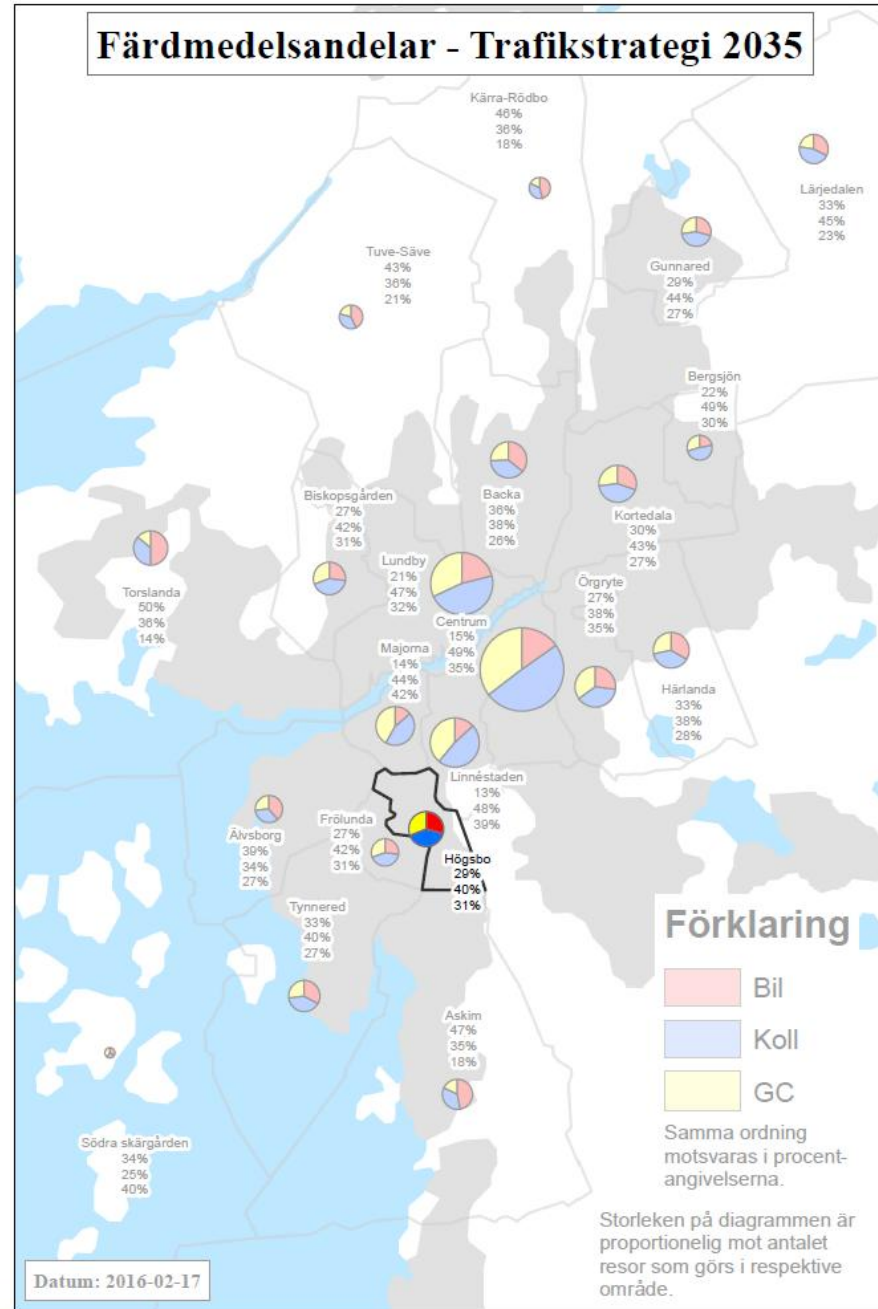 Färdmedelsandelar - Trafikstrategi 2035
Kärra-Rödbo
46%
36%
18%
Lärjedalen
33%
45%
23%
Gunnared
29%
44%
27%
Tuve-Säve
43%
36%
21%
Bergsjön
22%
49%
30%
Backa
36%
38%
26%
Kortedala
30%
43%
27%
Biskopsgården
27%
42%
31%
Torslanda
50%
36%
14%
Lundby
21%
47%
32%
Örgryte
27%
38%
35%
Centrum
15%
49%
35%
Majorna
14%
44%
42%
Härlanda
33%
38%
28%
Linnéstaden
13%
48%
39%
Älvsborg
39%
34%
27%
Frölunda
27%
42%
31%
Högsbo
29%
40%
31%
Tynnered
33%
40%
27%
Askim
47%
35%
18%
Södra skärgården
34%
25%
40%
Förklaring
Bil
Koll
GC
Samma ordning
motsvaras i procent-
angivelserna.
Storleken på diagrammen är
proportionelig mot antalet
resor som görs i respektive
område.
Datum: 2016-02-17